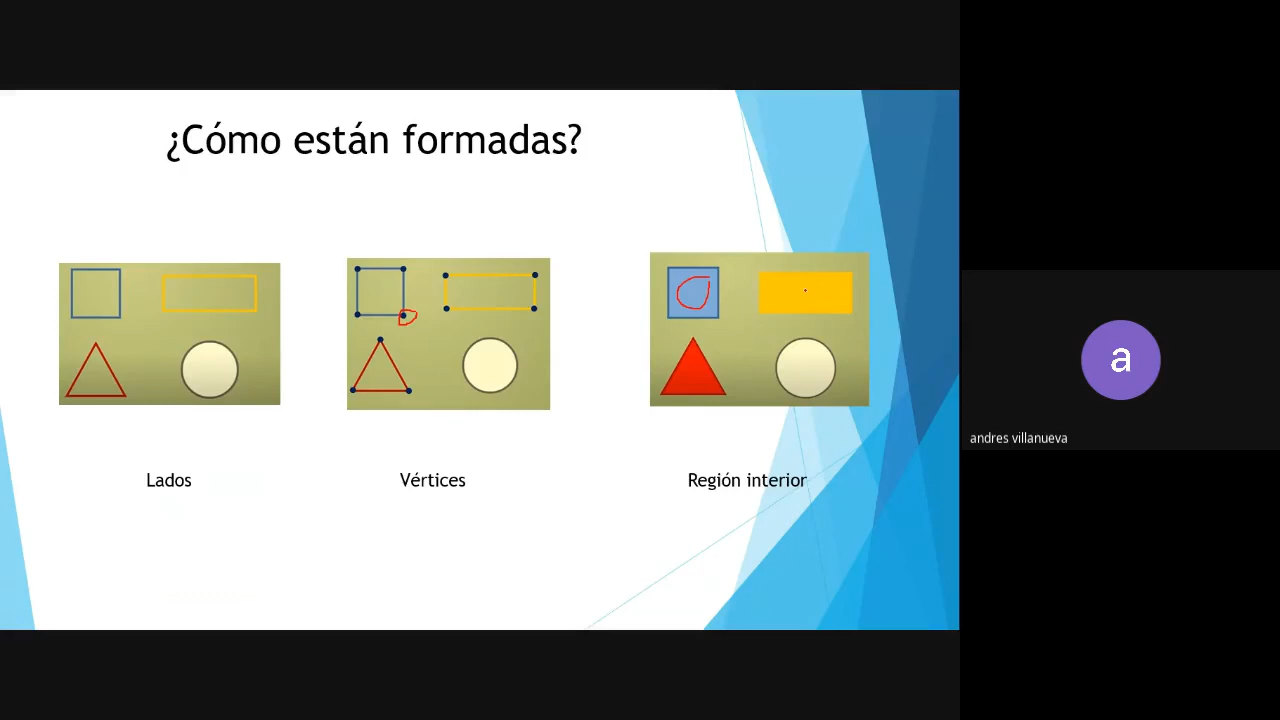 ¿Cómo están formadas?
Lados
Vértices
Región interior
a
andres villanueva